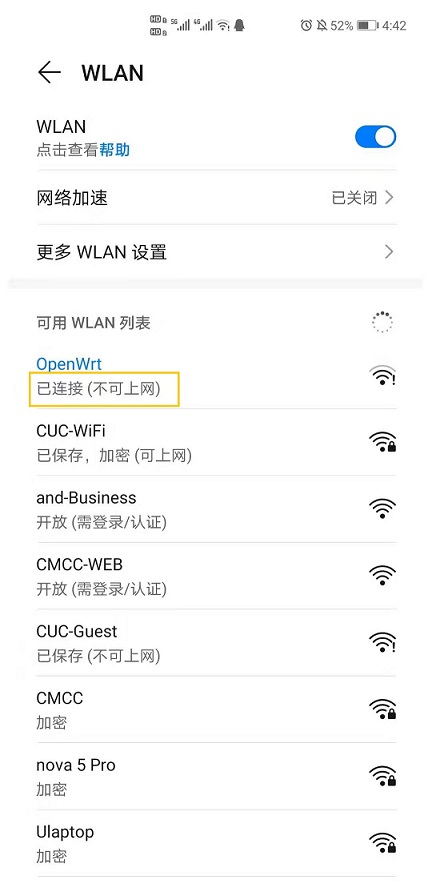 HD B 5G 4G 52% 4:42
HD B
WLAN
WLAN
点击查看帮助
网络加速 已关闭
更多 WLAN 设置
可用 WLAN 列表
OpenWrt
已连接 (不可上网)
CUC-WiFi
已保存，加密 (可上网)
and-Business
开放 (需登录/认证)
CMCC-WEB
开放 (需登录/认证)
CUC-Guest
已保存 (不可上网)
CMCC
加密
nova 5 Pro
加密
Ulaptop
加密